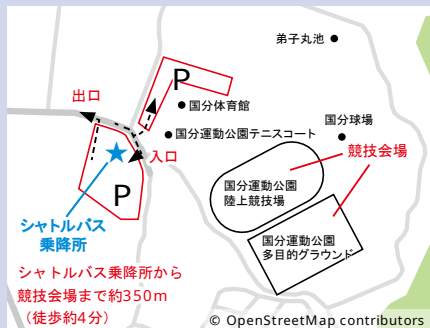 弟子丸池
P
出口
国分体育館
国分球場
国分運動公園テニスコート
入口
競技会場
P
国分運動公園
陸上競技場
シャトルバス
乗降所
国分運動公園
多目的グラウンド
シャトルバス乗降所から
競技会場まで約350m
(徒歩約4分)
© OpenStreetMap contributors